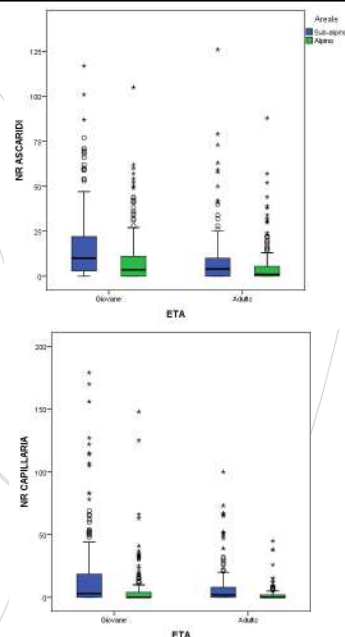 Areale
Sub-alpino
Alpino
NR ASCARIDI
125
100
75
50
25
0
Giovane
Adulto
ETA
NR CAPILLARIA
200
150
100
50
0
Giovane
Adulto
ETA